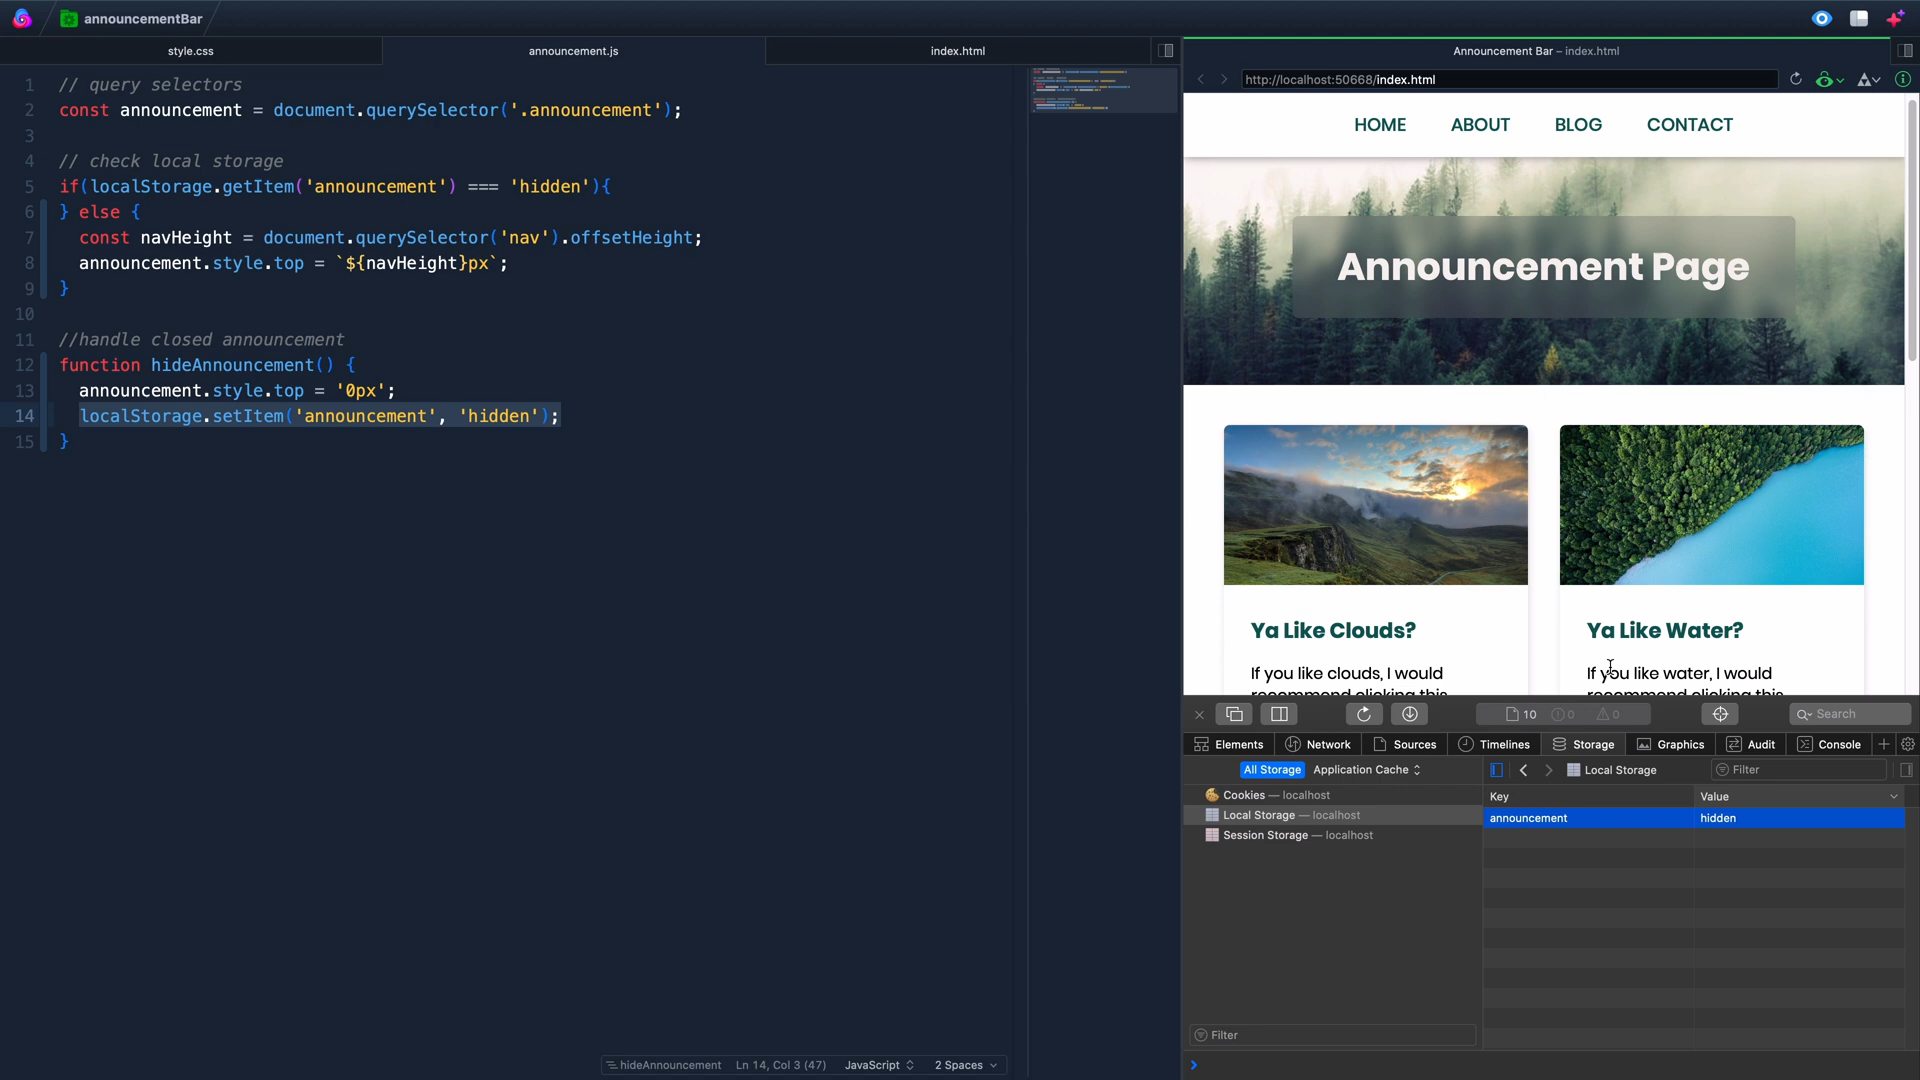 announcementBar
style.css
announcement.js
index.html
1 // query selectors
2 const announcement = document.querySelector('.announcement');
3
4 // check local storage
5 if(localStorage.getItem('announcement') === 'hidden'){
6 } else {
7 const navHeight = document.querySelector('nav').offsetHeight;
8 announcement.style.top = `${navHeight}px`;
9 }
10
11 //handle closed announcement
12 function hideAnnouncement() {
13 announcement.style.top = '0px';
14 localStorage.setItem('announcement', 'hidden');
15 }
hideAnnouncement Ln 14, Col 3 (47) JavaScript 2 Spaces
Announcement Bar – index.html
http://localhost:50668/index.html
HOME ABOUT BLOG CONTACT
Announcement Page
Ya Like Clouds?
If you like clouds, I would
recommend clicking this
Ya Like Water?
If you like water, I would
recommend clicking this
10 0 0 Search
Elements Network Sources Timelines Storage Graphics Audit Console
All Storage Application Cache
Local Storage Filter
Cookies — localhost
Local Storage — localhost
Session Storage — localhost
Key Value
announcement hidden
Filter